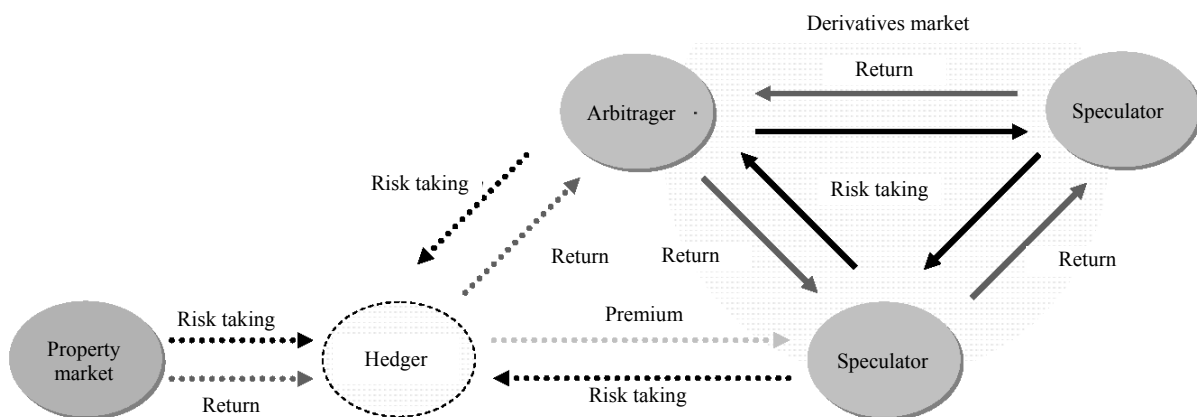 Derivatives market
Return
Arbitrager
Speculator
Risk taking
Risk taking
Return
Return
Return
Risk taking
Premium
Property
market
Hedger
Speculator
Return
Risk taking